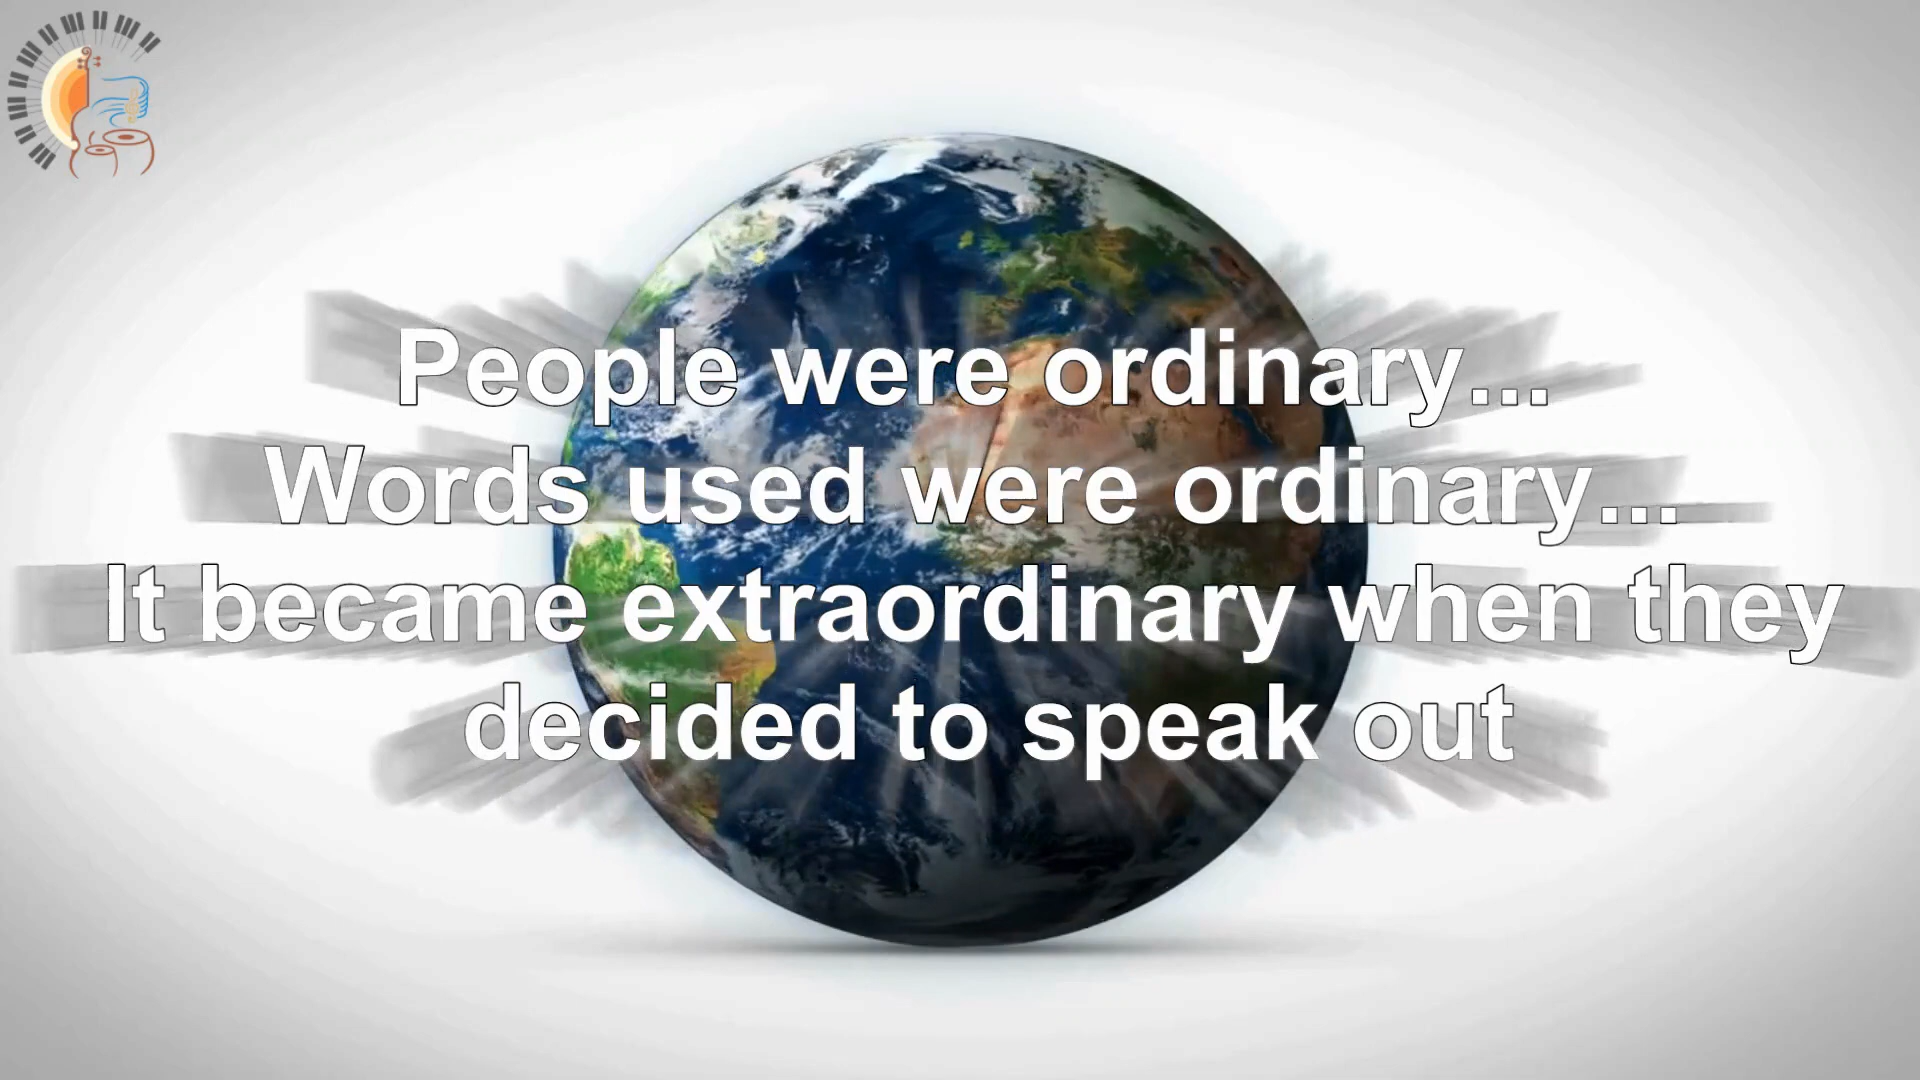 People were ordinary...
Words used were ordinary...
It became extraordinary when they
decided to speak out